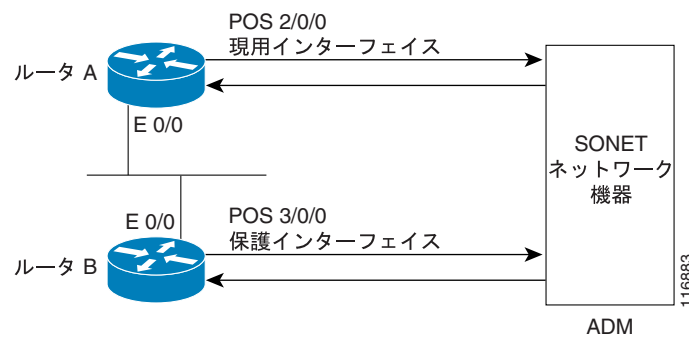 POS 2/0/0
現用インターフェイス
ルータ A
E 0/0
SONET
ネットワーク
機器
E 0/0
POS 3/0/0
保護インターフェイス
ルータ B
116883
ADM